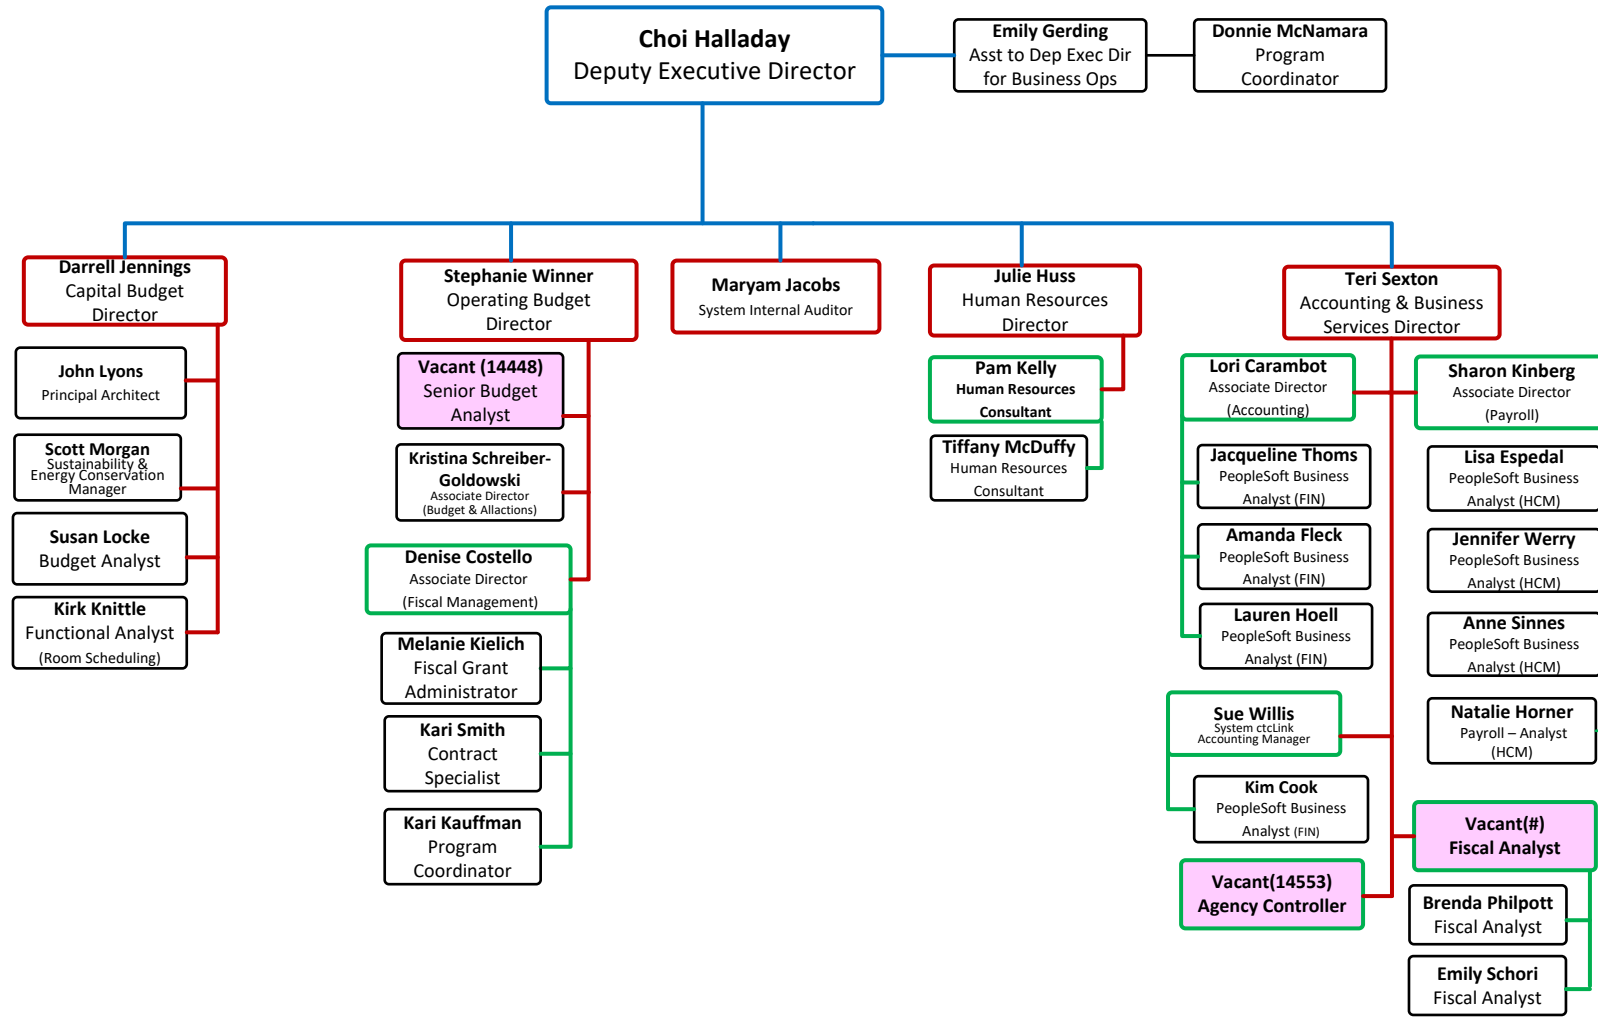 Choi Halladay
Deputy Executive Director
Emily Gerding
Asst to Dep Exec Dir
for Business Ops
Donnie McNamara
Program
Coordinator
Darrell Jennings
Capital Budget
Director
John Lyons
Principal Architect
Scott Morgan
Sustainability &
Energy Conservation
Manager
Susan Locke
Budget Analyst
Kirk Knittle
Functional Analyst
(Room Scheduling)
Stephanie Winner
Operating Budget
Director
Vacant (14448)
Senior Budget
Analyst
Kristina Schreiber-
Goldowski
Associate Director
(Budget & Allactions)
Denise Costello
Associate Director
(Fiscal Management)
Melanie Kielich
Fiscal Grant
Administrator
Kari Smith
Contract
Specialist
Kari Kauffman
Program
Coordinator
Maryam Jacobs
System Internal Auditor
Julie Huss
Human Resources
Director
Pam Kelly
Human Resources
Consultant
Tiffany McDuffy
Human Resources
Consultant
Teri Sexton
Accounting & Business
Services Director
Lori Carambot
Associate Director
(Accounting)
Jacqueline Thoms
PeopleSoft Business
Analyst (FIN)
Amanda Fleck
PeopleSoft Business
Analyst (FIN)
Lauren Hoell
PeopleSoft Business
Analyst (FIN)
Sue Willis
System ctcLink
Accounting Manager
Kim Cook
PeopleSoft Business
Analyst (FIN)
Vacant(14553)
Agency Controller
Sharon Kinberg
Associate Director
(Payroll)
Lisa Espedal
PeopleSoft Business
Analyst (HCM)
Jennifer Werry
PeopleSoft Business
Analyst (HCM)
Anne Sinnes
PeopleSoft Business
Analyst (HCM)
Natalie Horner
Payroll – Analyst
(HCM)
Vacant(#)
Fiscal Analyst
Brenda Philpott
Fiscal Analyst
Emily Schori
Fiscal Analyst